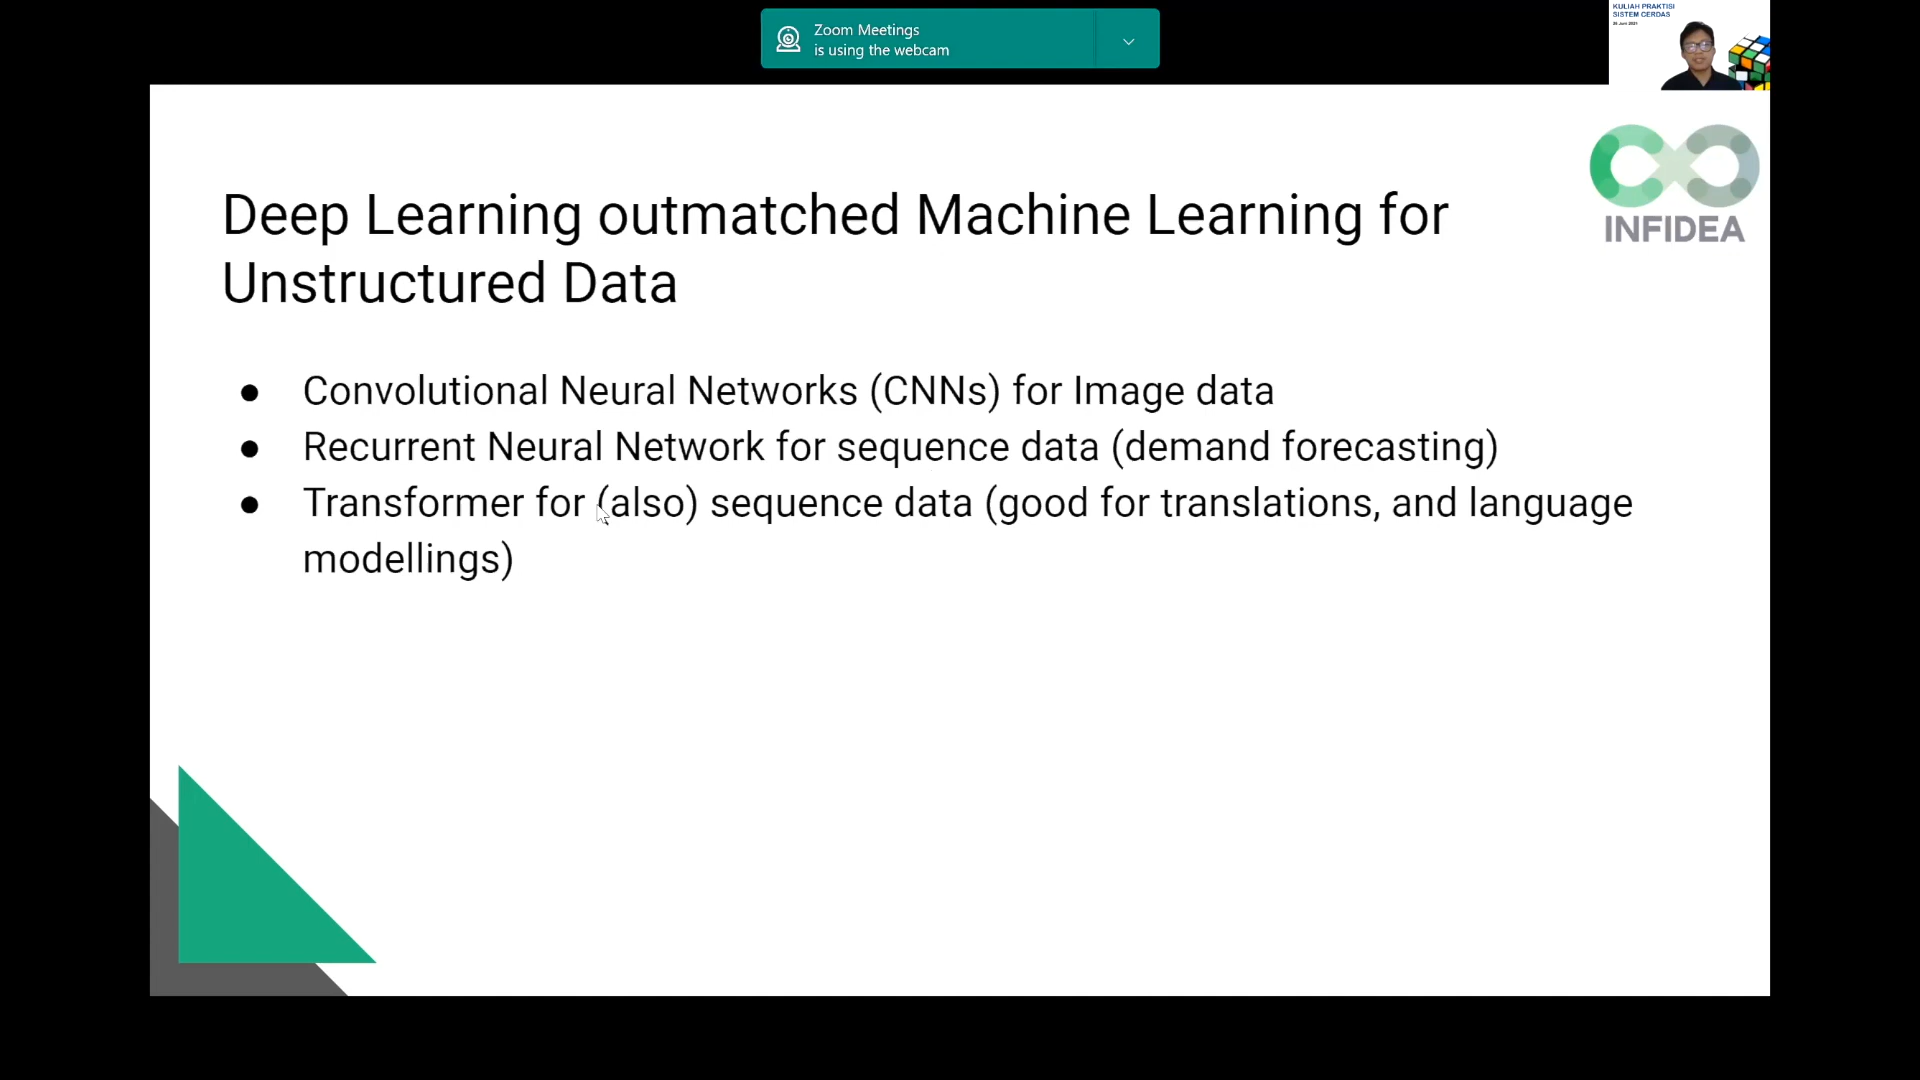 Zoom Meetings
is using the webcam
KULIAH PRAKTISI
SISTEM CERDAS
INFIDEA
Deep Learning outmatched Machine Learning for
Unstructured Data
● Convolutional Neural Networks (CNNs) for Image data
● Recurrent Neural Network for sequence data (demand forecasting)
● Transformer for (also) sequence data (good for translations, and language
modellings)